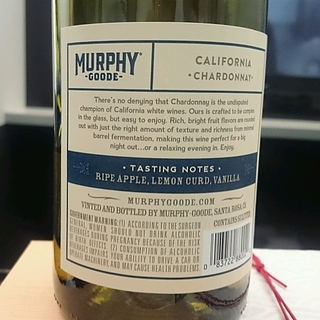 MURPHY
GOODE
CALIFORNIA
• CHARDONNAY •
There's no denying that Chardonnay is the undisputed
champion of California white wines. Ours is crafted to be complex
in the glass, but easy to enjoy. Rich, bright fruit flavors are rounded
out with just the right amount of texture and richness from minimal
barrel fermentation, making this wine perfect for a big
night out...or a relaxing evening in. Enjoy.
• TASTING NOTES •
RIPE APPLE, LEMON CURD, VANILLA
MURPHYGOODE.COM
VINTED AND BOTTLED BY MURPHY-GOODE, SANTA ROSA, CA
CONTAINS SULFITES
GOVERNMENT WARNING: (1) ACCORDING TO THE SURGEON
GENERAL, WOMEN SHOULD NOT DRINK ALCOHOLIC
BEVERAGES DURING PREGNANCY BECAUSE OF THE RISK
OF BIRTH DEFECTS. (2) CONSUMPTION OF ALCOHOLIC
BEVERAGES IMPAIRS YOUR ABILITY TO DRIVE A CAR OR
OPERATE MACHINERY, AND MAY CAUSE HEALTH PROBLEMS.
0 83722